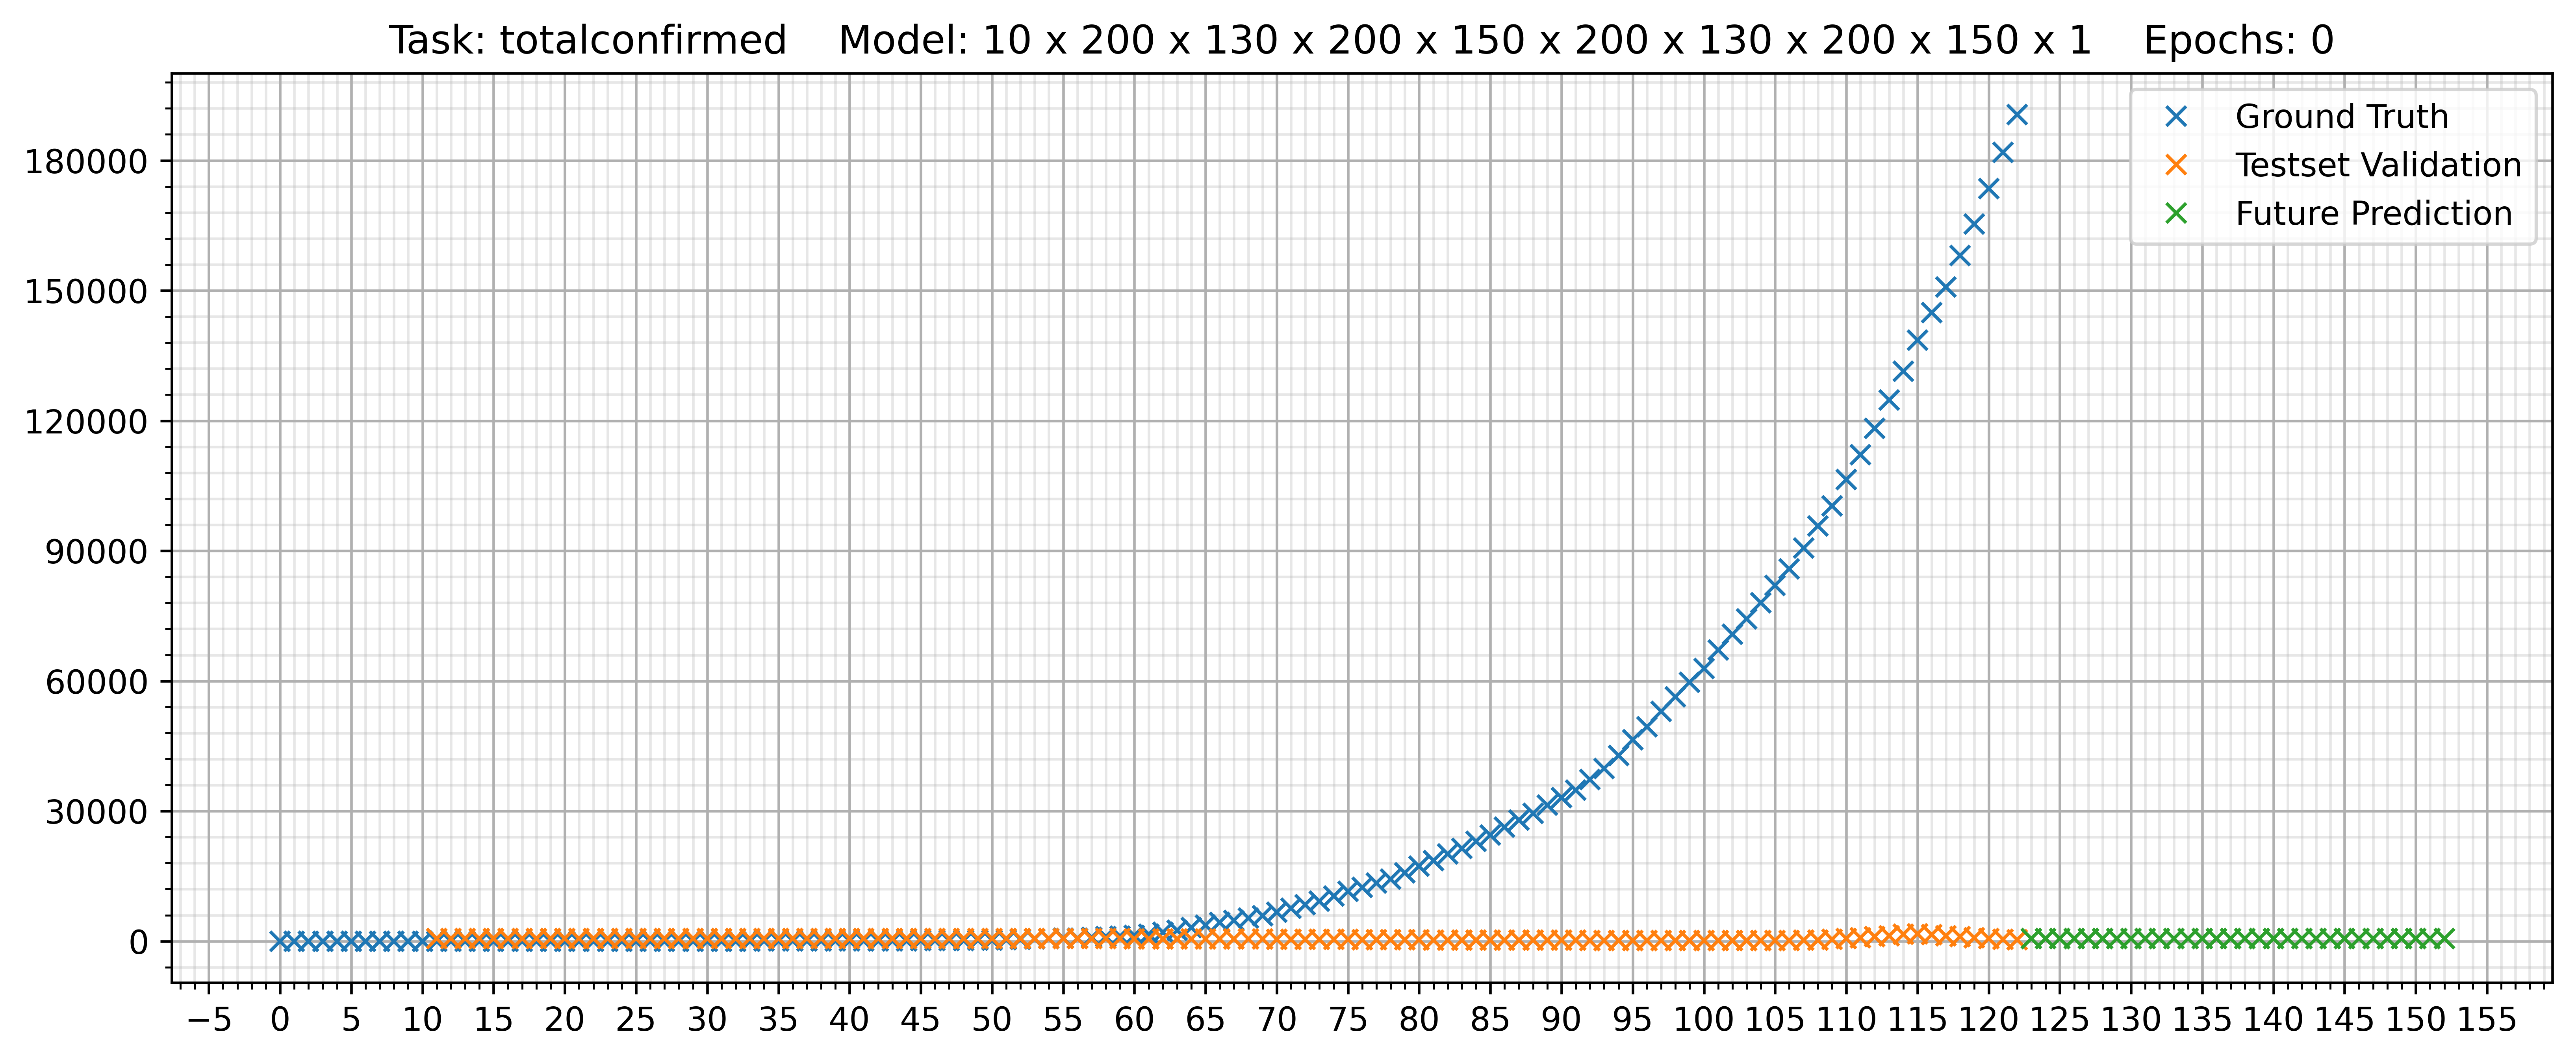 Task: totalconfirmed    Model: 10 x 200 x 130 x 200 x 150 x 200 x 130 x 200 x 150 x 1    Epochs: 0
Ground Truth
Testset Validation
Future Prediction
180000
150000
120000
90000
60000
30000
0
−5 0 5 10 15 20 25 30 35 40 45 50 55 60 65 70 75 80 85 90 95 100 105 110 115 120 125 130 135 140 145 150 155